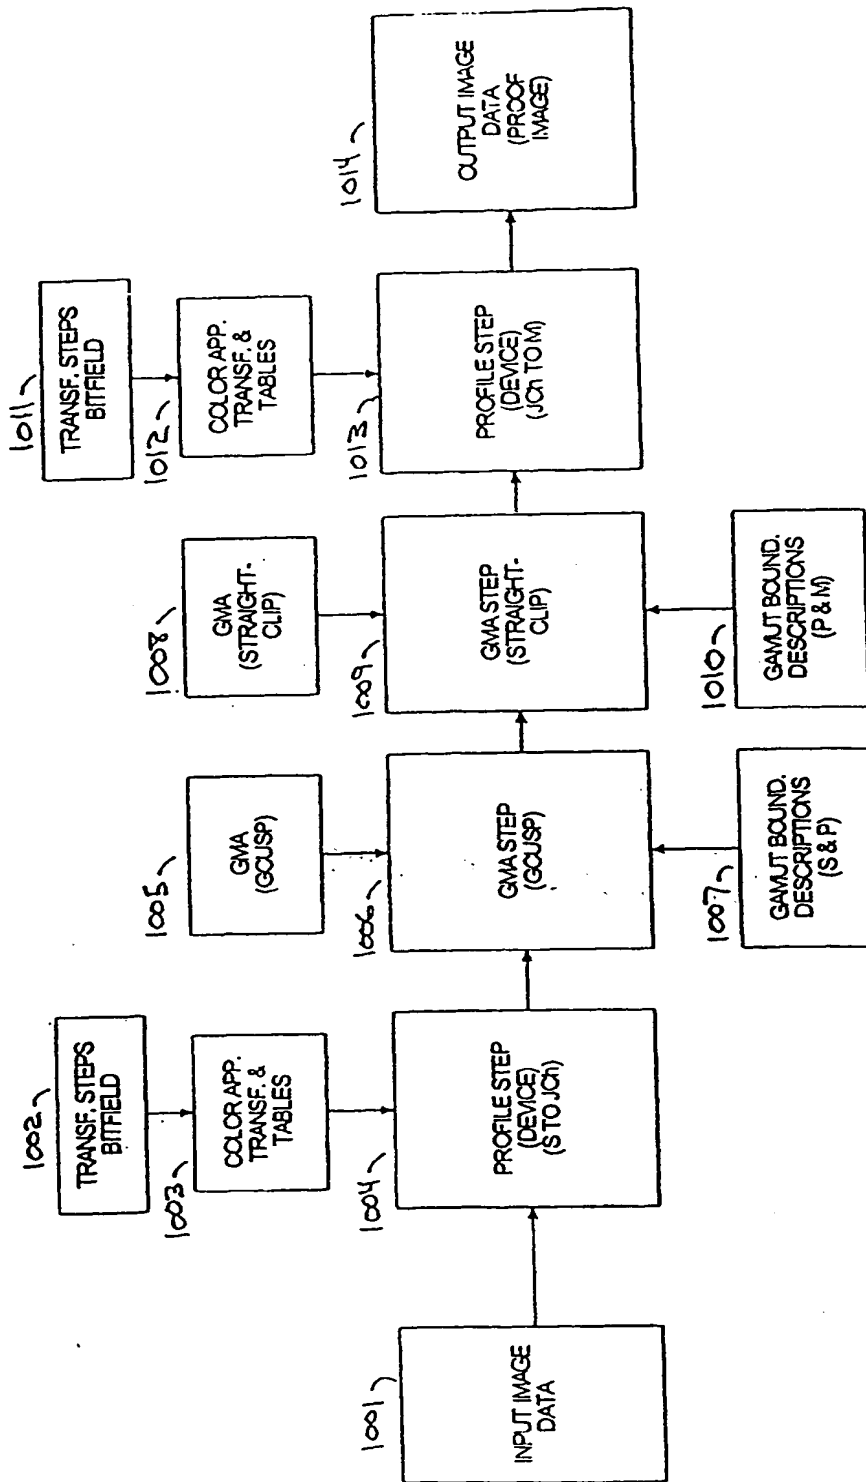 1001
INPUT IMAGE
DATA
1002
TRANSF. STEPS
BITFIELD
1003
COLOR APP.
TRANSF. &
TABLES
1004
PROFILE STEP
(DEVICE)
(S TO JCh)
1005
GMA
(GCUSP)
1006
GMA STEP
(GCUSP)
1007
GAMUT BOUND.
DESCRIPTIONS
(S & P)
1008
GMA
(STRAIGHT-
CLIP)
1009
GMA STEP
(STRAIGHT-
CLIP)
1010
GAMUT BOUND.
DESCRIPTIONS
(P & M)
1011
TRANSF. STEPS
BITFIELD
1012
COLOR APP.
TRANSF. &
TABLES
1013
PROFILE STEP
(DEVICE)
(JCh TO M)
1014
OUTPUT IMAGE
DATA
(PROOF
IMAGE)